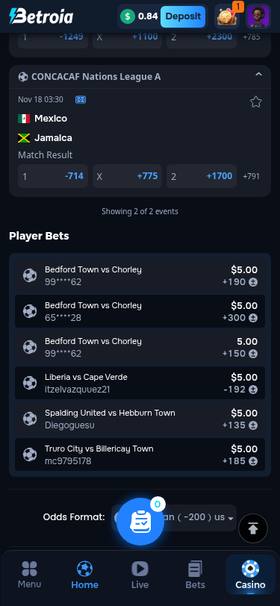 Betroia
$ 0.84 Deposit
1
1 -1249 X +1100 2 +2300 +785
CONCACAF Nations League A
Nov 18 03:30
Mexico
Jamaica
Match Result
1 -714 X +775 2 +1700 +791
Showing 2 of 2 events
Player Bets
Bedford Town vs Chorley $5.00
99****62 +190
Bedford Town vs Chorley $5.00
65****28 +300
Bedford Town vs Chorley 5.00
99****62 +150
Liberia vs Cape Verde $5.00
itzelvazquuez21 -192
Spalding United vs Hebburn Town $5.00
Diegoguesu +135
Truro City vs Billericay Town $5.00
mc9795178 +185
0
Odds Format: an ( -200 ) us
Menu Home Live Bets Casino